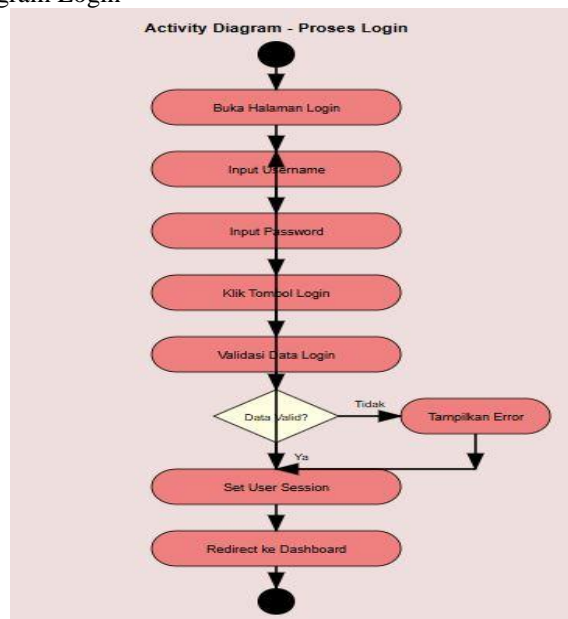 gram Login
Activity Diagram - Proses Login
Buka Halaman Login
Input Username
Input Password
Klik Tombol Login
Validasi Data Login
Data Valid?
Tidak
Tampilkan Error
Ya
Set User Session
Redirect ke Dashboard